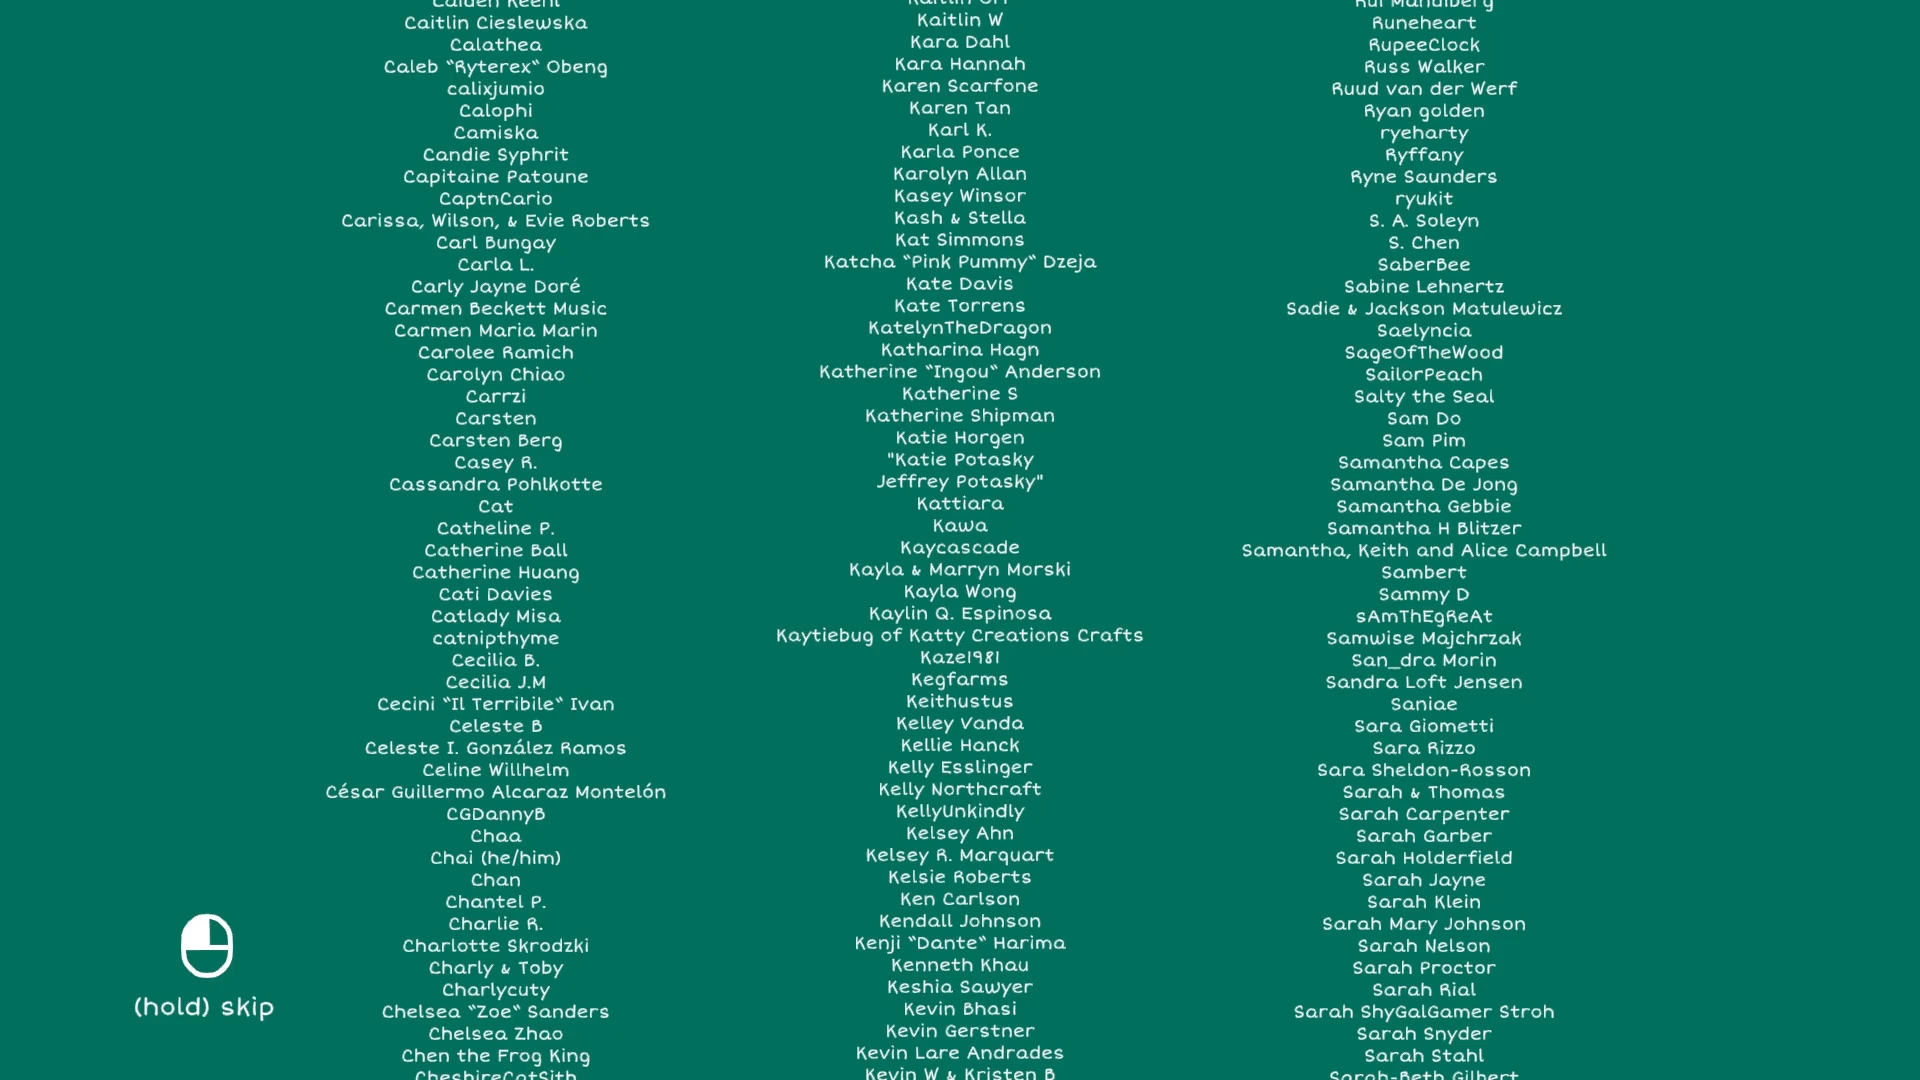 Caiden Keehl
Caitlin Cieslewska
Calathea
Caleb “Ryterex“ Obeng
calixjumio
Calophi
Camiska
Candie Syphrit
Capitaine Patoune
CaptnCario
Carissa, Wilson, & Evie Roberts
Carl Bungay
Carla L.
Carly Jayne Doré
Carmen Beckett Music
Carmen Maria Marin
Carolee Ramich
Carolyn Chiao
Carrzi
Carsten
Carsten Berg
Casey R.
Cassandra Pohlkotte
Cat
Catheline P.
Catherine Ball
Catherine Huang
Cati Davies
Catlady Misa
catnipthyme
Cecilia B.
Cecilia J.M
Cecini “Il Terribile“ Ivan
Celeste B
Celeste I. González Ramos
Celine Willhelm
César Guillermo Alcaraz Montelón
CGDannyB
Chaa
Chai (he/him)
Chan
Chantel P.
Charlie R.
Charlotte Skrodzki
Charly & Toby
Charlycuty
Chelsea “Zoe“ Sanders
Chelsea Zhao
Chen the Frog King
CheshireCatSith
Kaitlin
Kaitlin W
Kara Dahl
Kara Hannah
Karen Scarfone
Karen Tan
Karl K.
Karla Ponce
Karolyn Allan
Kasey Winsor
Kash & Stella
Kat Simmons
Katcha “Pink Pummy“ Dzeja
Kate Davis
Kate Torrens
KatelynTheDragon
Katharina Hagn
Katherine “Ingou“ Anderson
Katherine S
Katherine Shipman
Katie Horgen
"Katie Potasky
Jeffrey Potasky"
Kattiara
Kawa
Kaycascade
Kayla & Marryn Morski
Kayla Wong
Kaylin Q. Espinosa
Kaytiebug of Katty Creations Crafts
Kaze1981
Kegfarms
Keithustus
Kelley Vanda
Kellie Hanck
Kelly Esslinger
Kelly Northcraft
KellyUnkindly
Kelsey Ahn
Kelsey R. Marquart
Kelsie Roberts
Ken Carlson
Kendall Johnson
Kenji “Dante“ Harima
Kenneth Khau
Keshia Sawyer
Kevin Bhasi
Kevin Gerstner
Kevin Lare Andrades
Kevin W & Kristen B
Rui Mandiberg
Runeheart
RupeeClock
Russ Walker
Ruud van der Werf
Ryan golden
ryeharty
Ryffany
Ryne Saunders
ryukit
S. A. Soleyn
S. Chen
SaberBee
Sabine Lehnertz
Sadie & Jackson Matulewicz
Saelyncia
SageOfTheWood
SailorPeach
Salty the Seal
Sam Do
Sam Pim
Samantha Capes
Samantha De Jong
Samantha Gebbie
Samantha H Blitzer
Samantha, Keith and Alice Campbell
Sambert
Sammy D
sAmThEgReAt
Samwise Majchrzak
San_dra Morin
Sandra Loft Jensen
Saniae
Sara Giometti
Sara Rizzo
Sara Sheldon-Rosson
Sarah & Thomas
Sarah Carpenter
Sarah Garber
Sarah Holderfield
Sarah Jayne
Sarah Klein
Sarah Mary Johnson
Sarah Nelson
Sarah Proctor
Sarah Rial
Sarah ShyGalGamer Stroh
Sarah Snyder
Sarah Stahl
Sarah-Beth Gilbert
(hold) skip